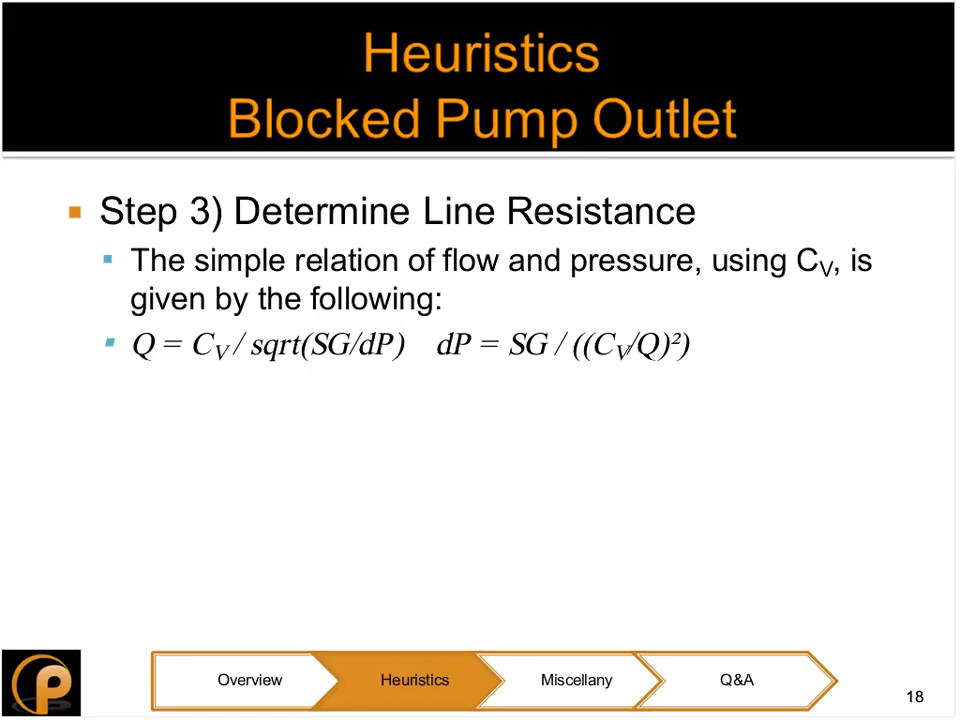 Heuristics
Blocked Pump Outlet
Step 3) Determine Line Resistance
The simple relation of flow and pressure, using CV, is
given by the following:
Q = CV / sqrt(SG/dP) dP = SG / ((CV/Q)²)
Overview Heuristics Miscellany Q&A
18